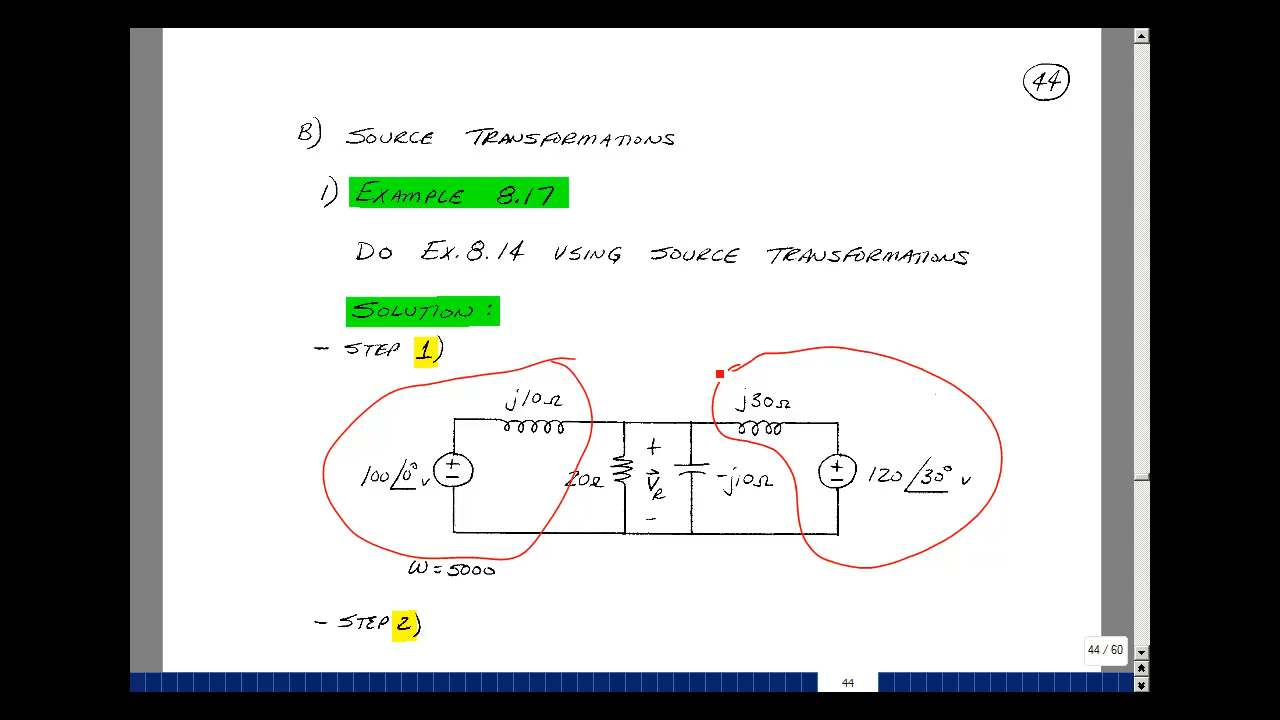 44
B) SOURCE TRANSFORMATIONS
1) EXAMPLE 8.17
DO EX. 8.14 USING SOURCE TRANSFORMATIONS
SOLUTION:
- STEP 1)
j10Ω
j30Ω
+
+
+
100/0° v
-
20Ω
V⃗R
-j10Ω
-
120/30° v
-
ω = 5000
- STEP 2)
44 / 60
44